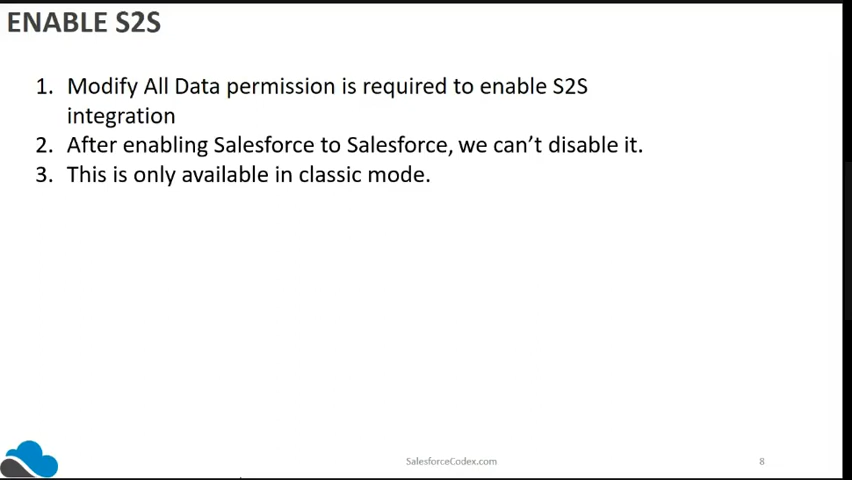 ENABLE S2S
1. Modify All Data permission is required to enable S2S
integration
2. After enabling Salesforce to Salesforce, we can’t disable it.
3. This is only available in classic mode.
SalesforceCodex.com
8